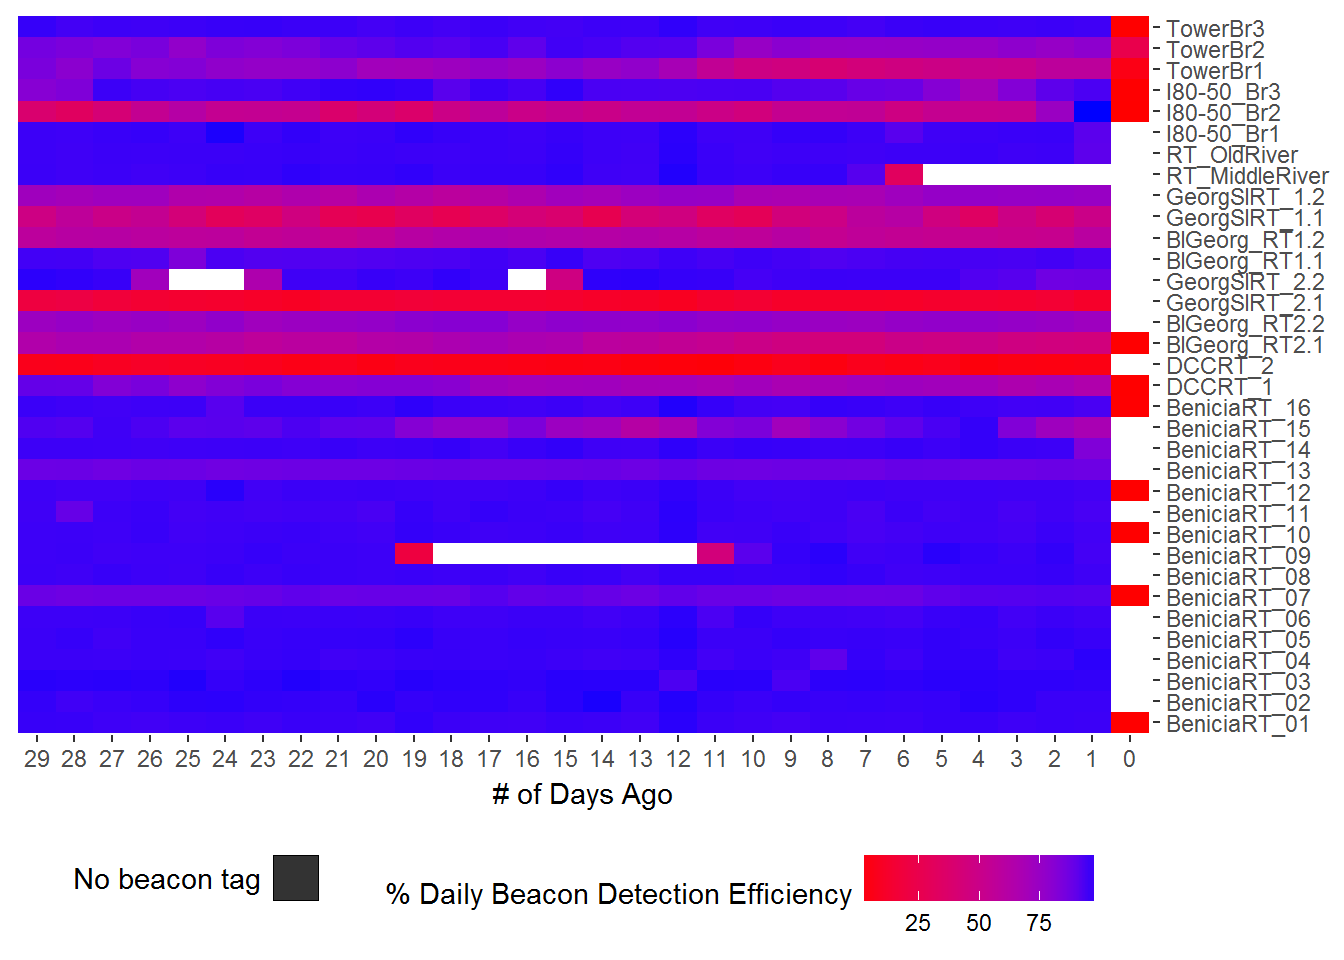 TowerBr3
TowerBr2
TowerBr1
I80-50_Br3
I80-50_Br2
I80-50_Br1
RT_OldRiver
RT_MiddleRiver
GeorgSlRT_1.2
GeorgSlRT_1.1
BlGeorg_RT1.2
BlGeorg_RT1.1
GeorgSlRT_2.2
GeorgSlRT_2.1
BlGeorg_RT2.2
BlGeorg_RT2.1
DCCRT_2
DCCRT_1
BeniciaRT_16
BeniciaRT_15
BeniciaRT_14
BeniciaRT_13
BeniciaRT_12
BeniciaRT_11
BeniciaRT_10
BeniciaRT_09
BeniciaRT_08
BeniciaRT_07
BeniciaRT_06
BeniciaRT_05
BeniciaRT_04
BeniciaRT_03
BeniciaRT_02
BeniciaRT_01
29 28 27 26 25 24 23 22 21 20 19 18 17 16 15 14 13 12 11 10 9 8 7 6 5 4 3 2 1 0
# of Days Ago
No beacon tag
% Daily Beacon Detection Efficiency
25 50 75